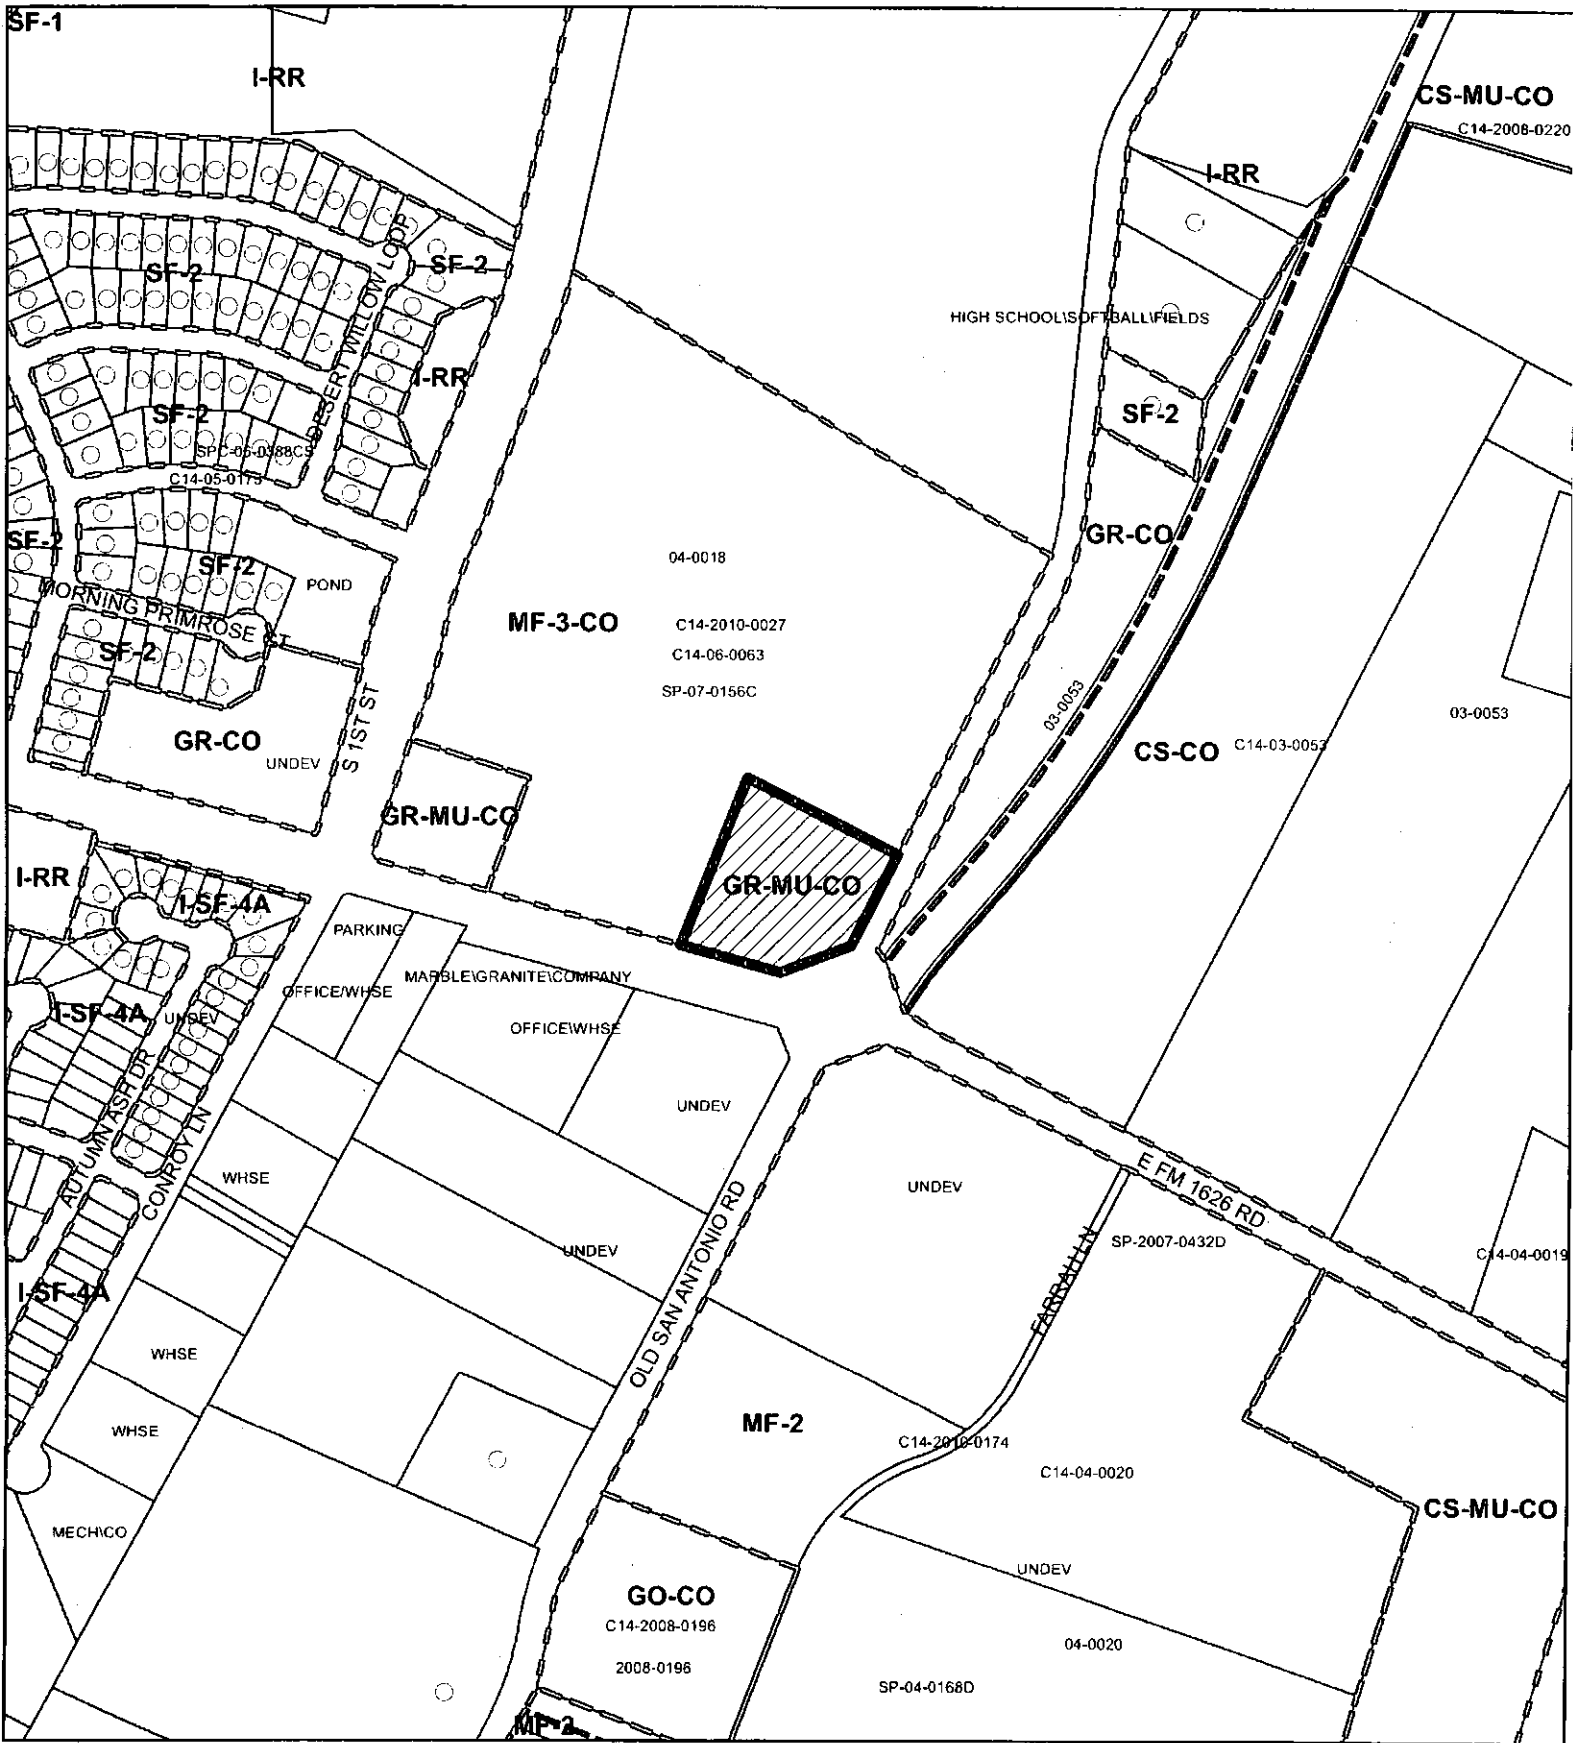 SF-1
I-RR
CS-MU-CO
C14-2008-0220
I-RR
SF-2
SF-2
DESERT WILLOW LOOP
HIGH SCHOOL\SOFTBALL\FIELDS
I-RR
SF-2
SF-2
SPC-05-0388CS
C14-05-0173
GR-CO
SF-2
04-0018
SF-2
POND
MORNING PRIMROSE ST
MF-3-CO
C14-2010-0027
C14-06-0063
SF-2
SP-07-0156C
S 1ST ST
03-0053
03-0053
GR-CO
UNDEV
CS-CO
C14-03-0053
GR-MU-CO
GR-MU-CO
I-RR
I-SF-4A
PARKING
MARBLE\GRANITE\COMPANY
OFFICE/WHSE
I-SF-4A
UNDEV
OFFICE\WHSE
UNDEV
AUTUMN ASH DR
CONROY LN
WHSE
E FM 1626 RD
UNDEV
OLD SAN ANTONIO RD
FARRAH LN
SP-2007-0432D
UNDEV
C14-04-0019
I-SF-4A
WHSE
WHSE
MF-2
C14-2010-0174
C14-04-0020
CS-MU-CO
MECH\CO
UNDEV
GO-CO
C14-2008-0196
2008-0196
04-0020
SP-04-0168D